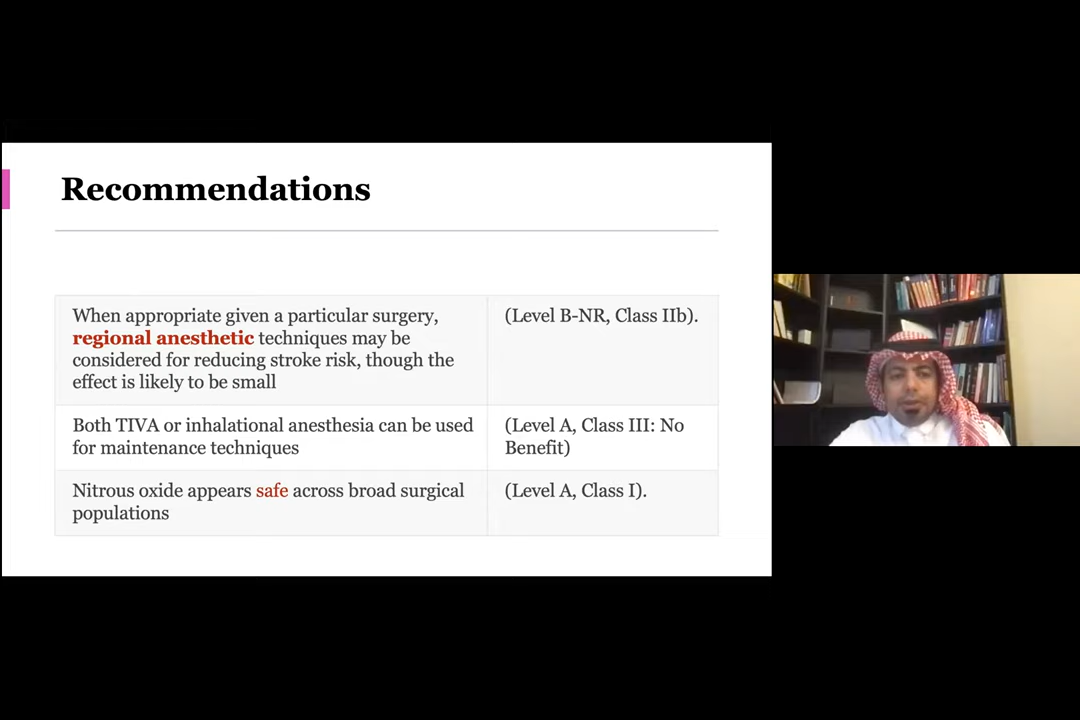 Recommendations
When appropriate given a particular surgery,
regional anesthetic techniques may be
considered for reducing stroke risk, though the
effect is likely to be small
(Level B-NR, Class IIb).
Both TIVA or inhalational anesthesia can be used
for maintenance techniques
(Level A, Class III: No
Benefit)
Nitrous oxide appears safe across broad surgical
populations
(Level A, Class I).